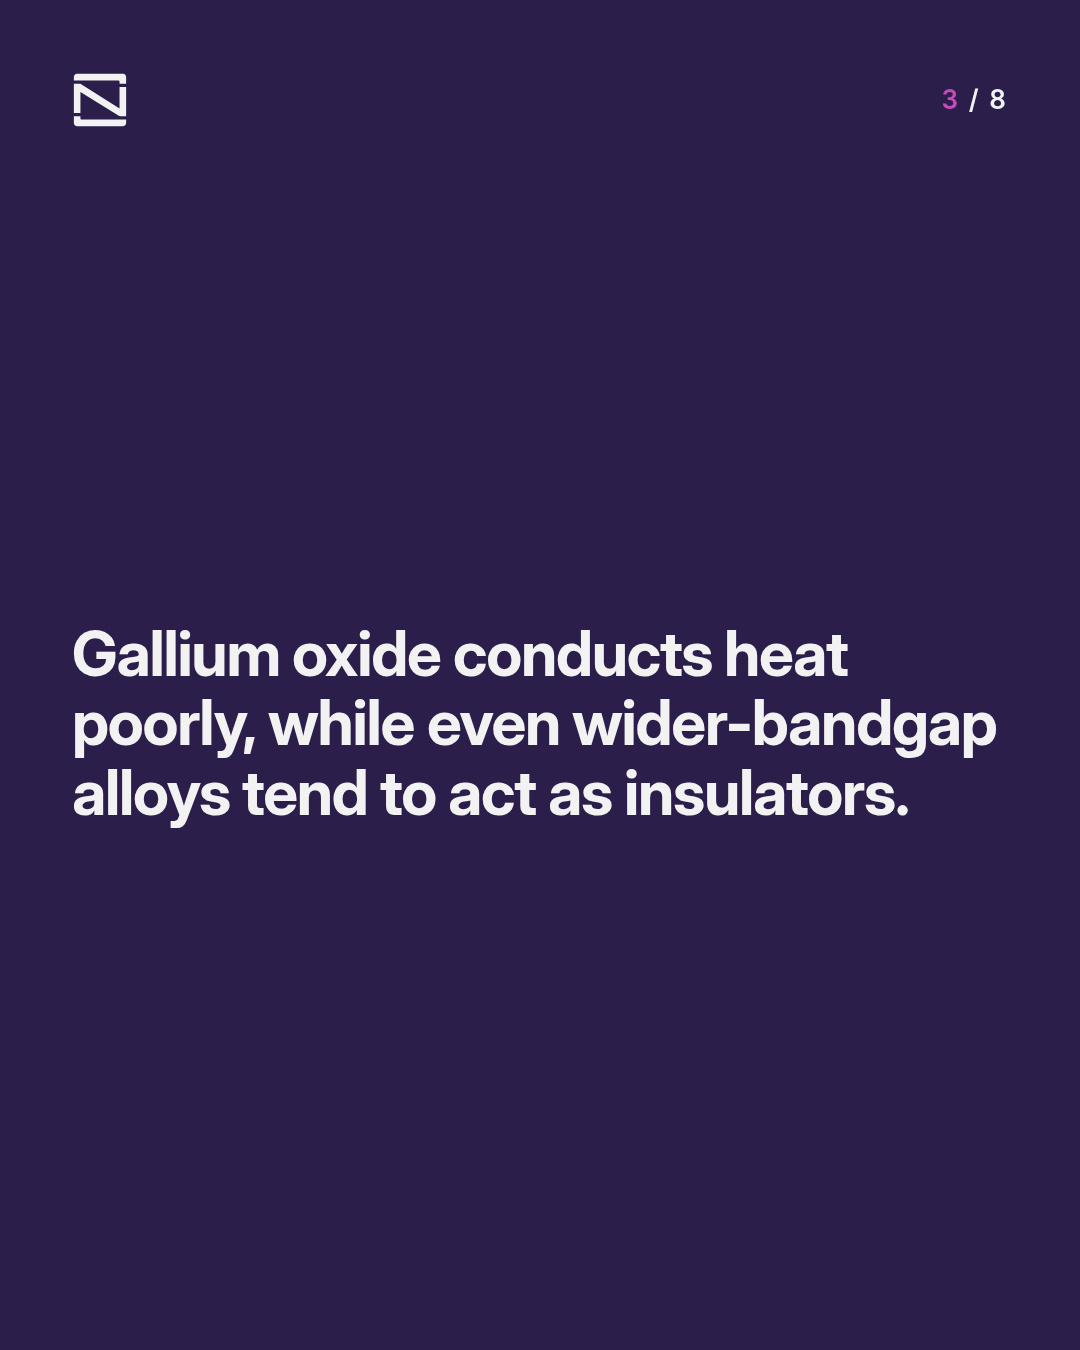 3 / 8
Gallium oxide conducts heat
poorly, while even wider-bandgap
alloys tend to act as insulators.